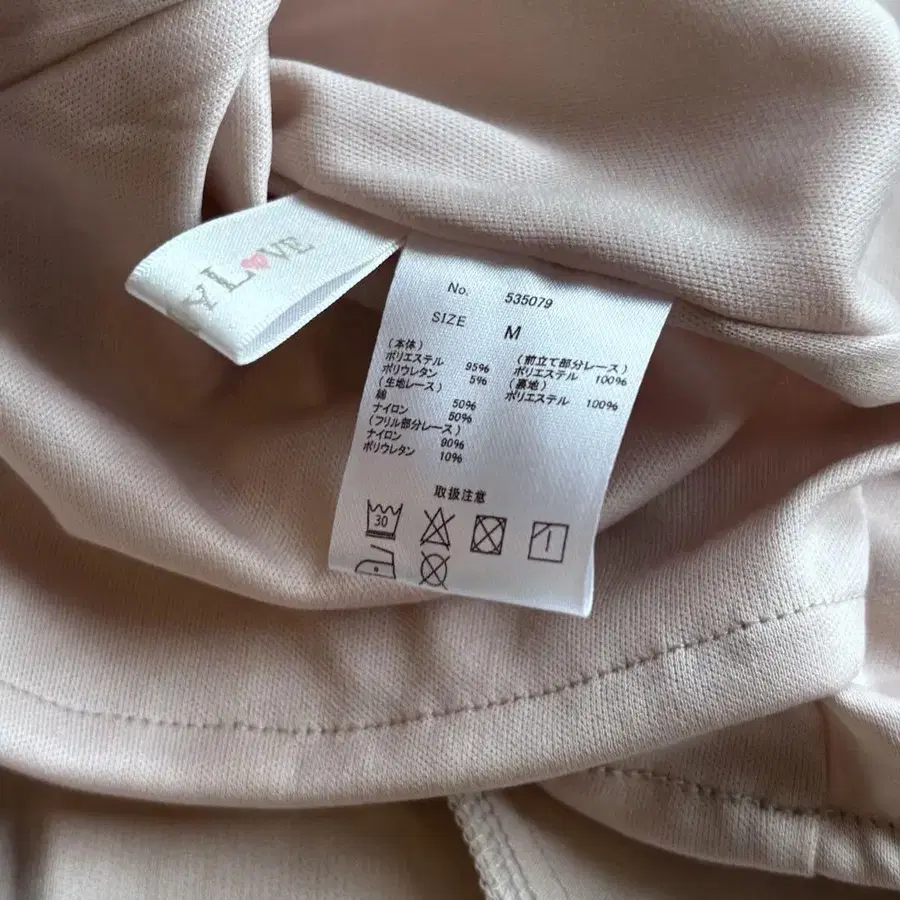 Y LOVE
No. 535079
SIZE M
(本体)
ポリエステル 95%
ポリウレタン 5%
(生地レース)
綿 50%
ナイロン 50%
(フリル部分レース)
ナイロン 90%
ポリウレタン 10%
(前立て部分レース)
ポリエステル 100%
(裏地)
ポリエステル 100%
取扱注意
30